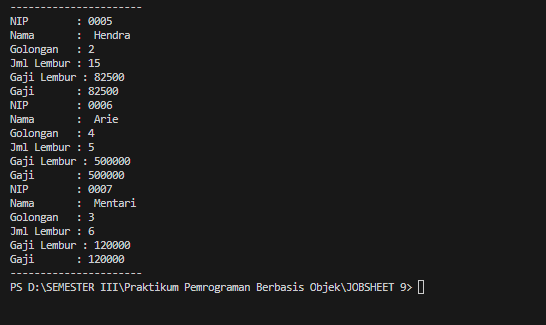 ----------------------
NIP        : 0005
Nama       :  Hendra
Golongan   : 2
Jml Lembur : 15
Gaji Lembur : 82500
Gaji       : 82500
NIP        : 0006
Nama       :  Arie
Golongan   : 4
Jml Lembur : 5
Gaji Lembur : 500000
Gaji       : 500000
NIP        : 0007
Nama       :  Mentari
Golongan   : 3
Jml Lembur : 6
Gaji Lembur : 120000
Gaji       : 120000
----------------------
PS D:\SEMESTER III\Praktikum Pemrograman Berbasis Objek\JOBSHEET 9>